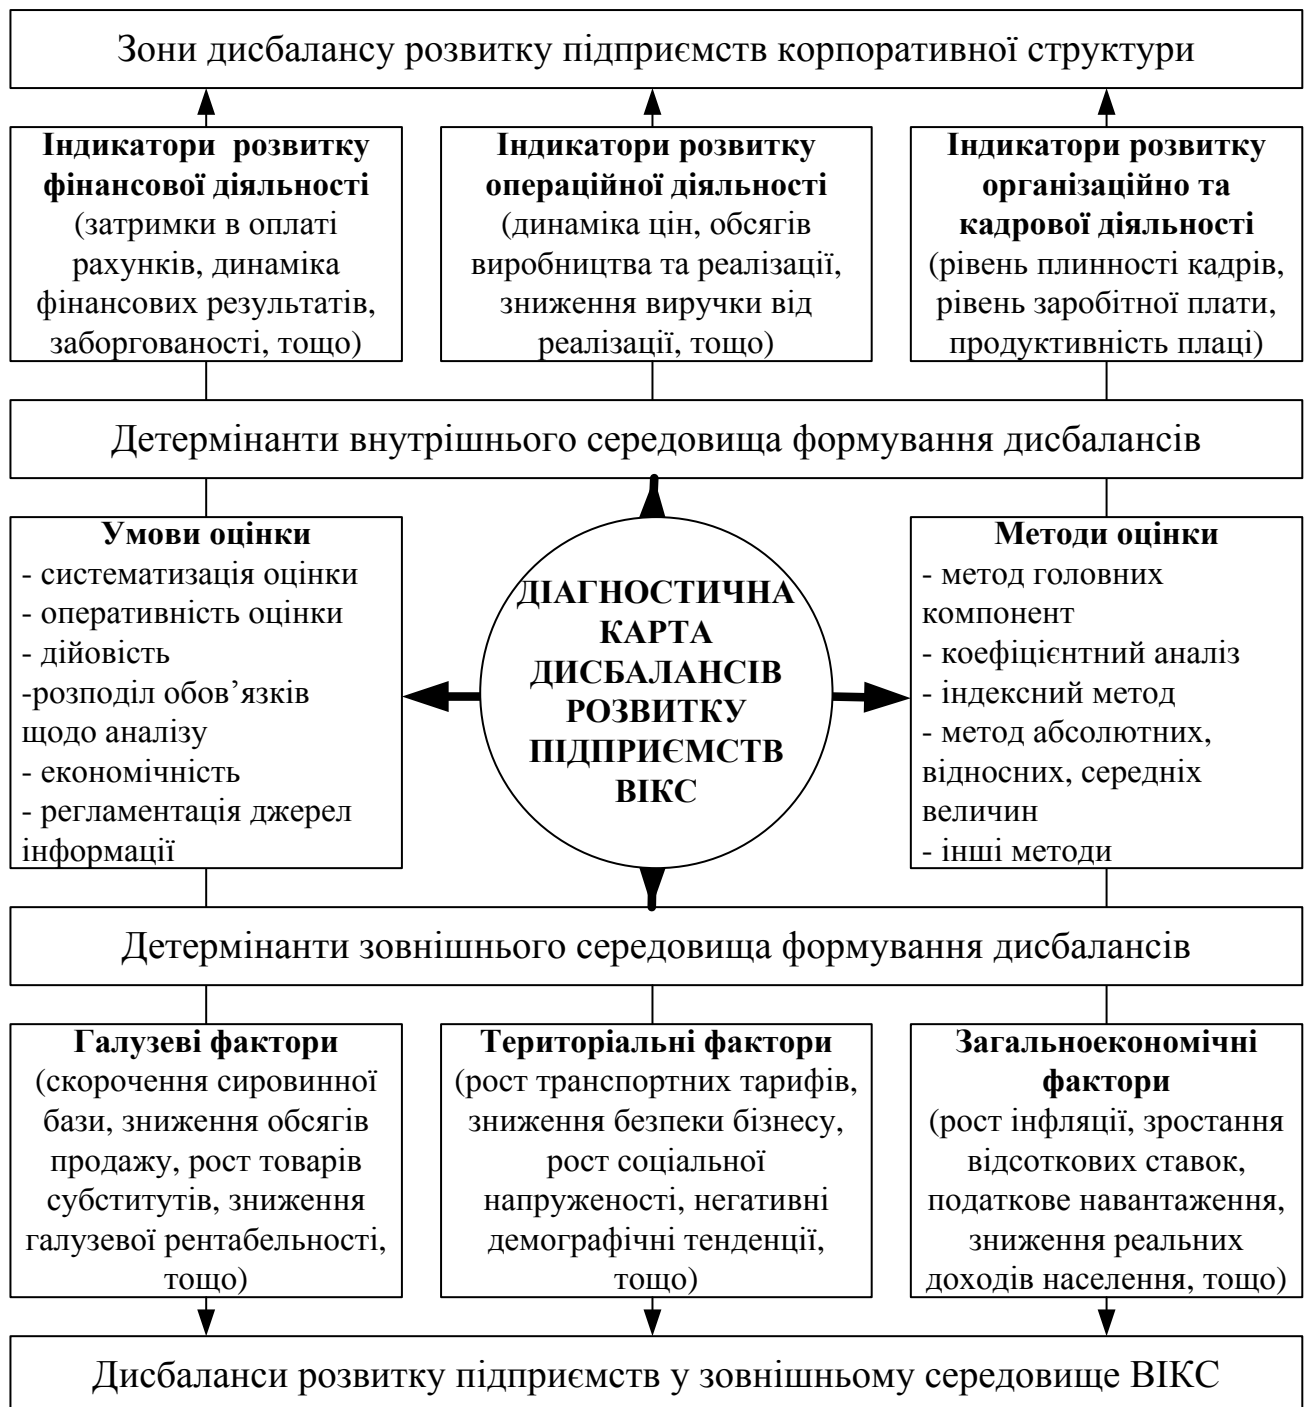 Зони дисбалансу розвитку підприємств корпоративної структури
Індикатори розвитку
фінансової діяльності
(затримки в оплаті
рахунків, динаміка
фінансових результатів,
заборгованості, тощо)
Індикатори розвитку
операційної діяльності
(динаміка цін, обсягів
виробництва та реалізації,
зниження виручки від
реалізації, тощо)
Індикатори розвитку
організаційно та
кадрової діяльності
(рівень плинності кадрів,
рівень заробітної плати,
продуктивність плаці)
Детермінанти внутрішнього середовища формування дисбалансів
Умови оцінки
- систематизація оцінки
- оперативність оцінки
- дійовість
-розподіл обов’язків
щодо аналізу
- економічність
- регламентація джерел
інформації
ДІАГНОСТИЧНА
КАРТА
ДИСБАЛАНСІВ
РОЗВИТКУ
ПІДПРИЄМСТВ
ВІКС
Методи оцінки
- метод головних
компонент
- коефіцієнтний аналіз
- індексний метод
- метод абсолютних,
відносних, середніх
величин
- інші методи
Детермінанти зовнішнього середовища формування дисбалансів
Галузеві фактори
(скорочення сировинної
бази, зниження обсягів
продажу, рост товарів
субститутів, зниження
галузевої рентабельності,
тощо)
Територіальні фактори
(рост транспортних тарифів,
зниження безпеки бізнесу,
рост соціальної
напруженості, негативні
демографічні тенденції,
тощо)
Загальноекономічні
фактори
(рост інфляції, зростання
відсоткових ставок,
податкове навантаження,
зниження реальних
доходів населення, тощо)
Дисбаланси розвитку підприємств у зовнішньому середовище ВІКС